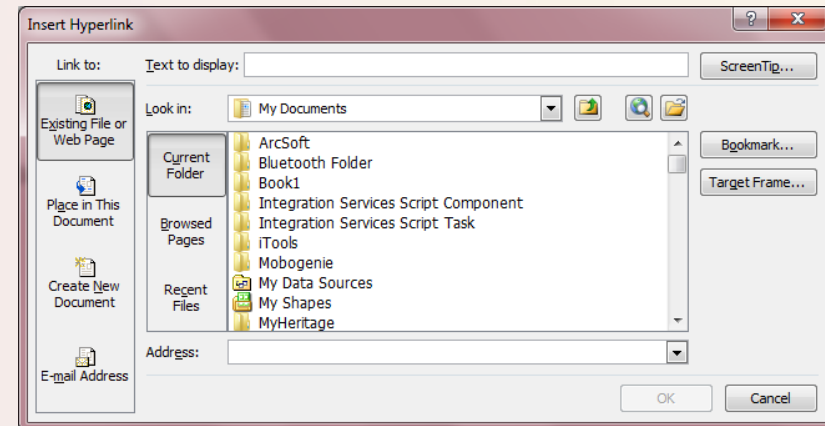 Insert Hyperlink
?
X
Link to:
Text to display:
ScreenTip...
Existing File or
Web Page
Look in:
My Documents
Current
Folder
ArcSoft
Bluetooth Folder
Book1
Integration Services Script Component
Integration Services Script Task
iTools
Mobogenie
My Data Sources
My Shapes
MyHeritage
Bookmark...
Target Frame...
Place in This
Document
Browsed
Pages
Create New
Document
Recent
Files
E-mail Address
Address:
OK
Cancel